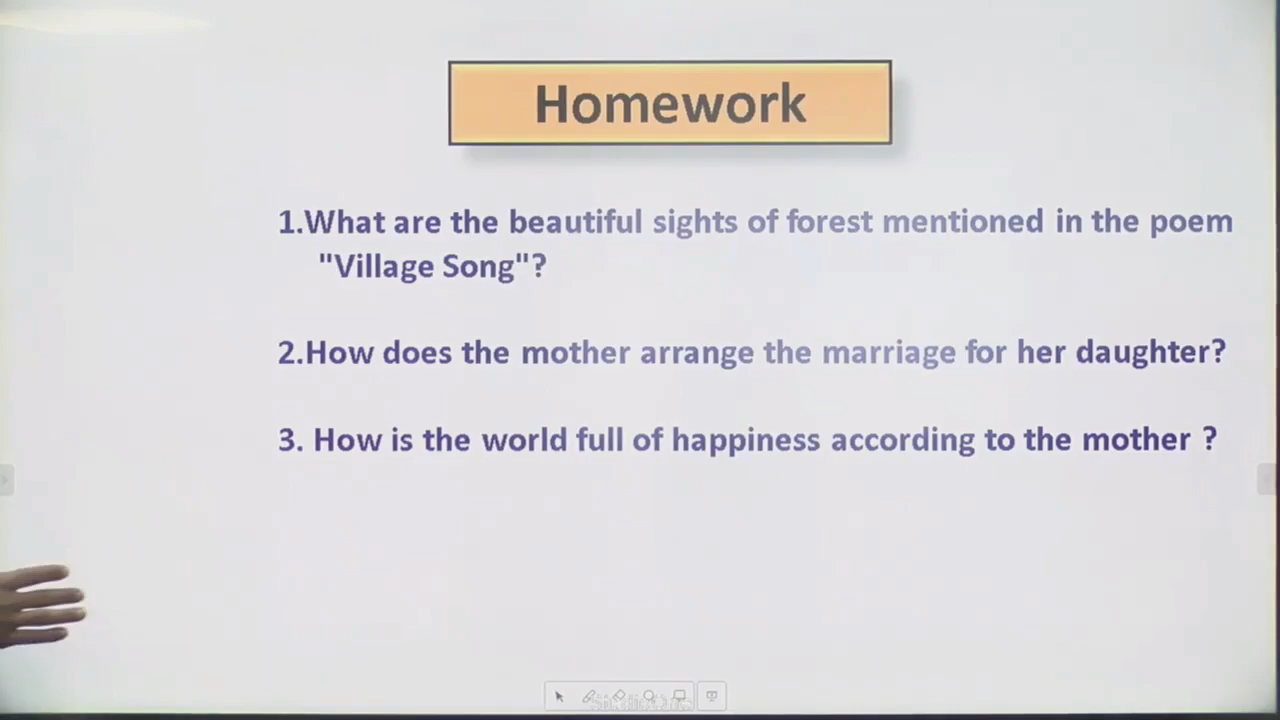 Homework
1.What are the beautiful sights of forest mentioned in the poem
"Village Song"?
2.How does the mother arrange the marriage for her daughter?
3. How is the world full of happiness according to the mother ?